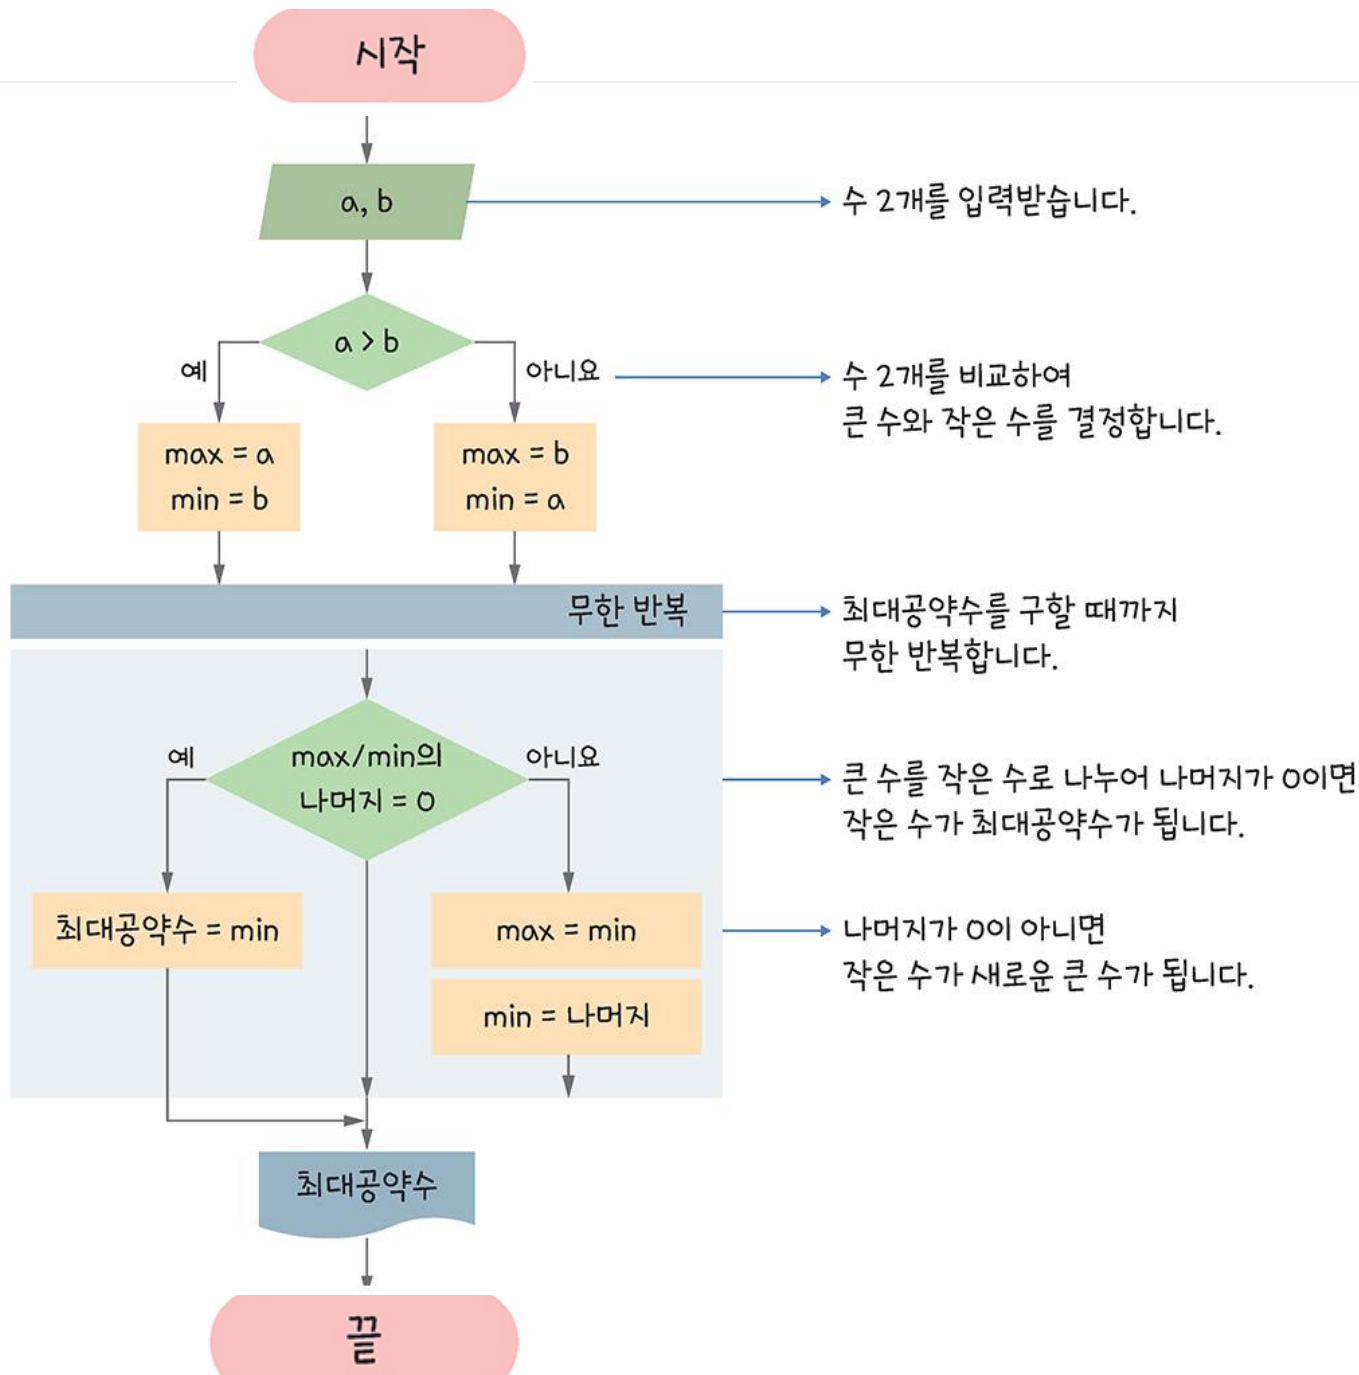 시작
a, b
수 2개를 입력받습니다.
a > b
예
아니요
수 2개를 비교하여
큰 수와 작은 수를 결정합니다.
max = a
min = b
max = b
min = a
무한 반복
최대공약수를 구할 때까지
무한 반복합니다.
예
max/min의
나머지 = 0
아니요
큰 수를 작은 수로 나누어 나머지가 0이면
작은 수가 최대공약수가 됩니다.
최대공약수 = min
max = min
min = 나머지
나머지가 0이 아니면
작은 수가 새로운 큰 수가 됩니다.
최대공약수
끝